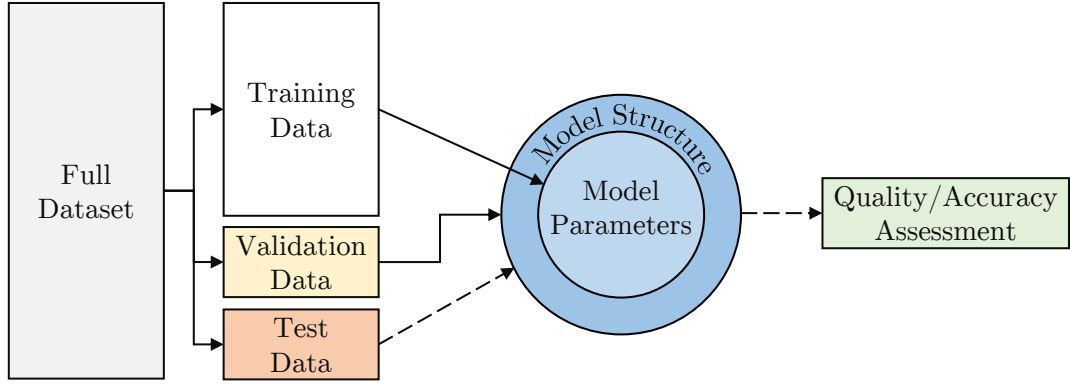 Full
Dataset
Training
Data
Validation
Data
Test
Data
Model Structure
Model
Parameters
Quality/Accuracy
Assessment